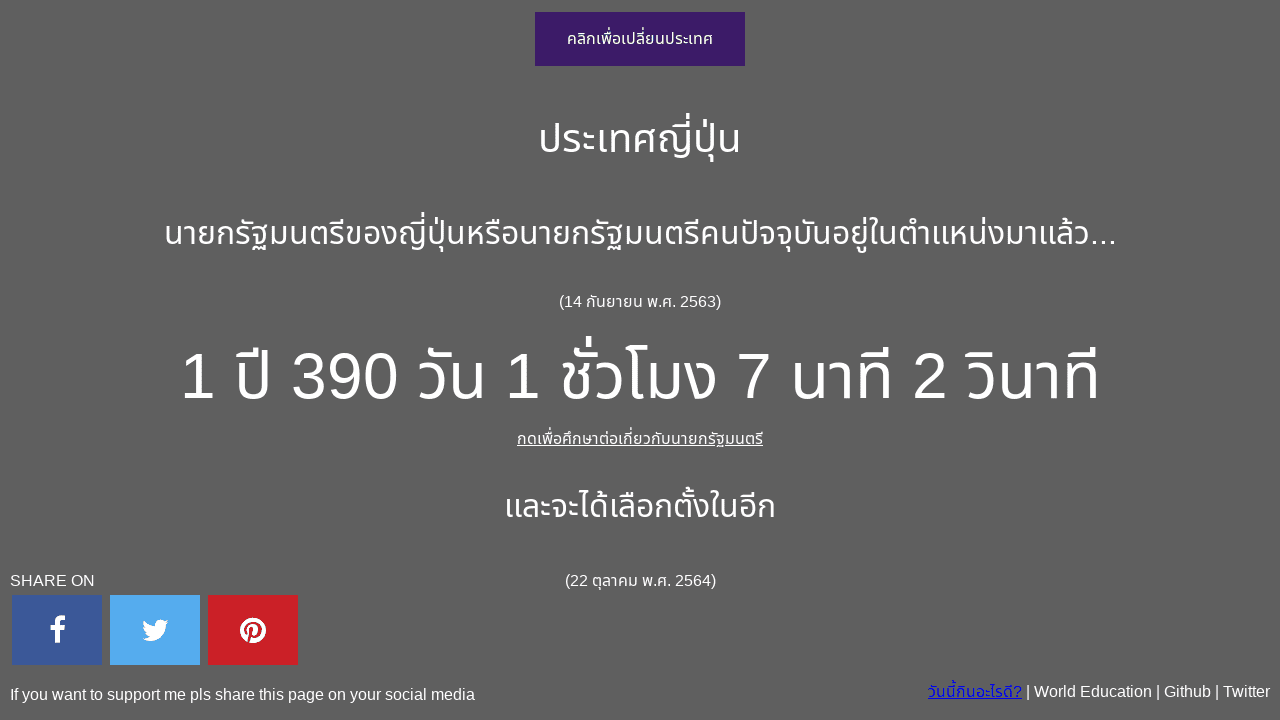 คลิกเพื่อเปลี่ยนประเทศ
ประเทศญี่ปุ่น
นายกรัฐมนตรีของญี่ปุ่นหรือนายกรัฐมนตรีคนปัจจุบันอยู่ในตำแหน่งมาแล้ว...
(14 กันยายน พ.ศ. 2563)
1 ปี 390 วัน 1 ชั่วโมง 7 นาที 2 วินาที
กดเพื่อศึกษาต่อเกี่ยวกับนายกรัฐมนตรี
และจะได้เลือกตั้งในอีก
(22 ตุลาคม พ.ศ. 2564)
SHARE ON
If you want to support me pls share this page on your social media
วันนี้กินอะไรดี? | World Education | Github | Twitter